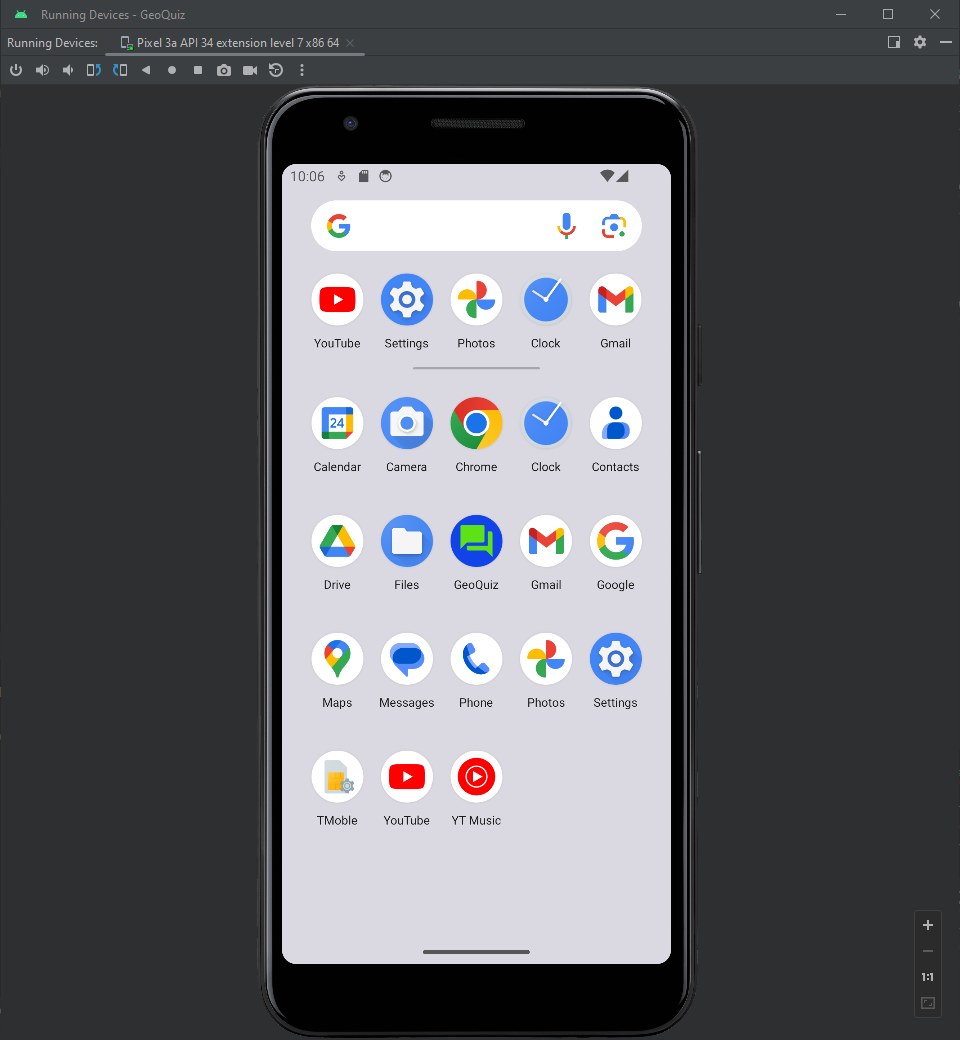 Running Devices - GeoQuiz
Running Devices: Pixel 3a API 34 extension level 7 x86 64
10:06
YouTube Settings Photos Clock Gmail
24
Calendar Camera Chrome Clock Contacts
Drive Files GeoQuiz Gmail Google
Maps Messages Phone Photos Settings
TMoble YouTube YT Music
1:1